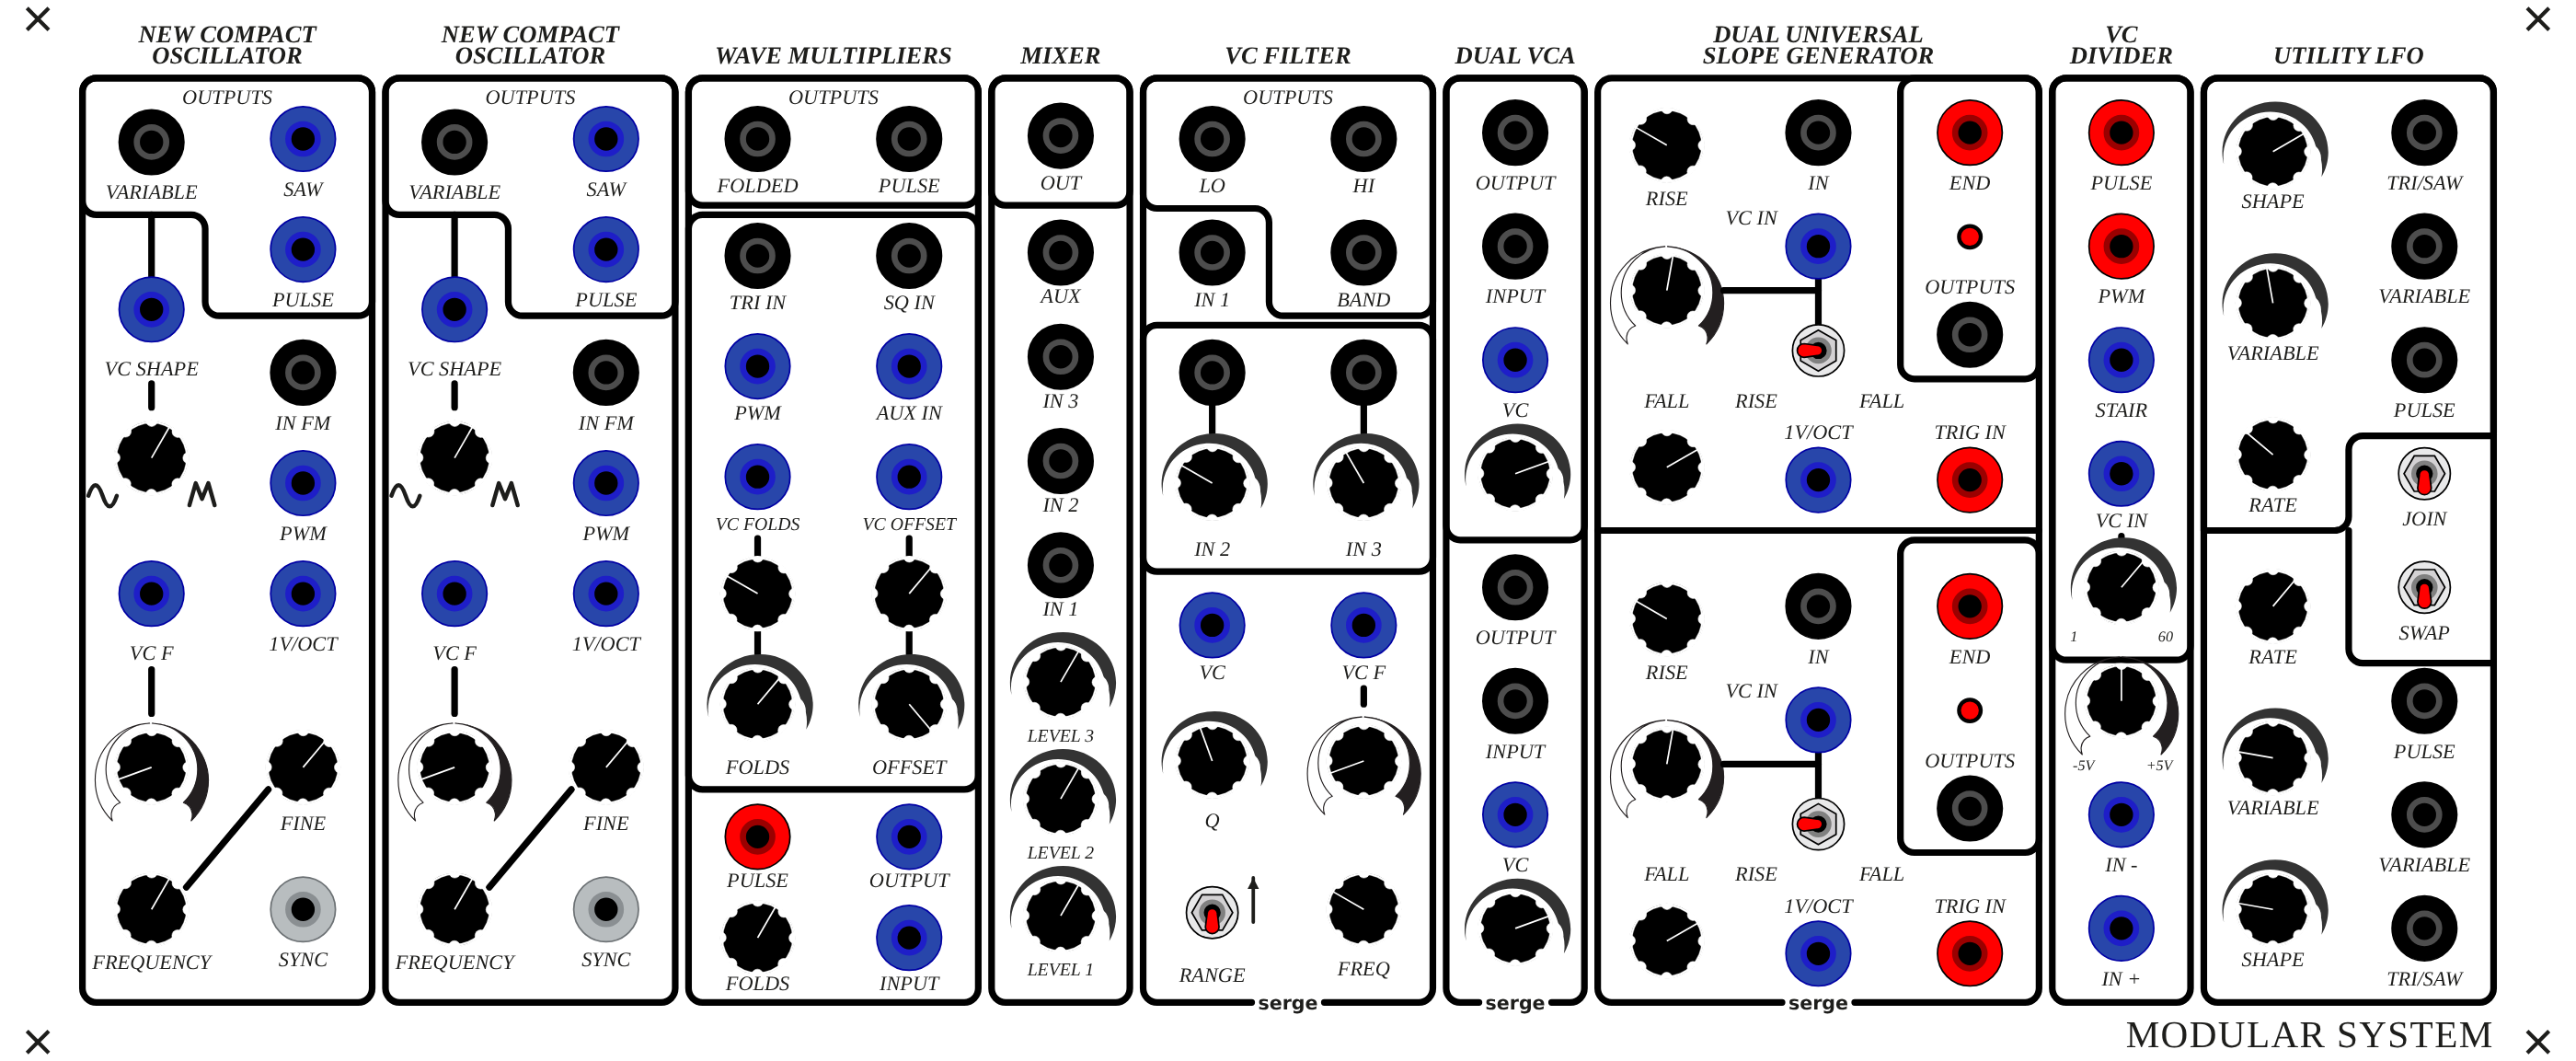 NEW COMPACT
OSCILLATOR
OUTPUTS
VARIABLE
SAW
PULSE
VC SHAPE
IN FM
PWM
VC F
1V/OCT
FINE
FREQUENCY
SYNC
NEW COMPACT
OSCILLATOR
OUTPUTS
VARIABLE
SAW
PULSE
VC SHAPE
IN FM
PWM
VC F
1V/OCT
FINE
FREQUENCY
SYNC
WAVE MULTIPLIERS
OUTPUTS
FOLDED
PULSE
TRI IN
SQ IN
PWM
AUX IN
VC FOLDS
VC OFFSET
FOLDS
OFFSET
PULSE
OUTPUT
FOLDS
INPUT
MIXER
OUT
AUX
IN 3
IN 2
IN 1
LEVEL 3
LEVEL 2
LEVEL 1
VC FILTER
OUTPUTS
LO
HI
IN 1
BAND
IN 2
IN 3
VC
VC F
Q
RANGE
FREQ
serge
DUAL VCA
OUTPUT
INPUT
VC
OUTPUT
INPUT
VC
serge
DUAL UNIVERSAL
SLOPE GENERATOR
RISE
IN
END
VC IN
OUTPUTS
FALL
RISE
FALL
1V/OCT
TRIG IN
RISE
IN
END
VC IN
OUTPUTS
FALL
RISE
FALL
1V/OCT
TRIG IN
serge
VC
DIVIDER
PULSE
PWM
STAIR
VC IN
1
60
-5V
+5V
IN -
IN +
UTILITY LFO
SHAPE
TRI/SAW
VARIABLE
VARIABLE
PULSE
RATE
JOIN
SWAP
RATE
PULSE
VARIABLE
VARIABLE
SHAPE
TRI/SAW
MODULAR SYSTEM